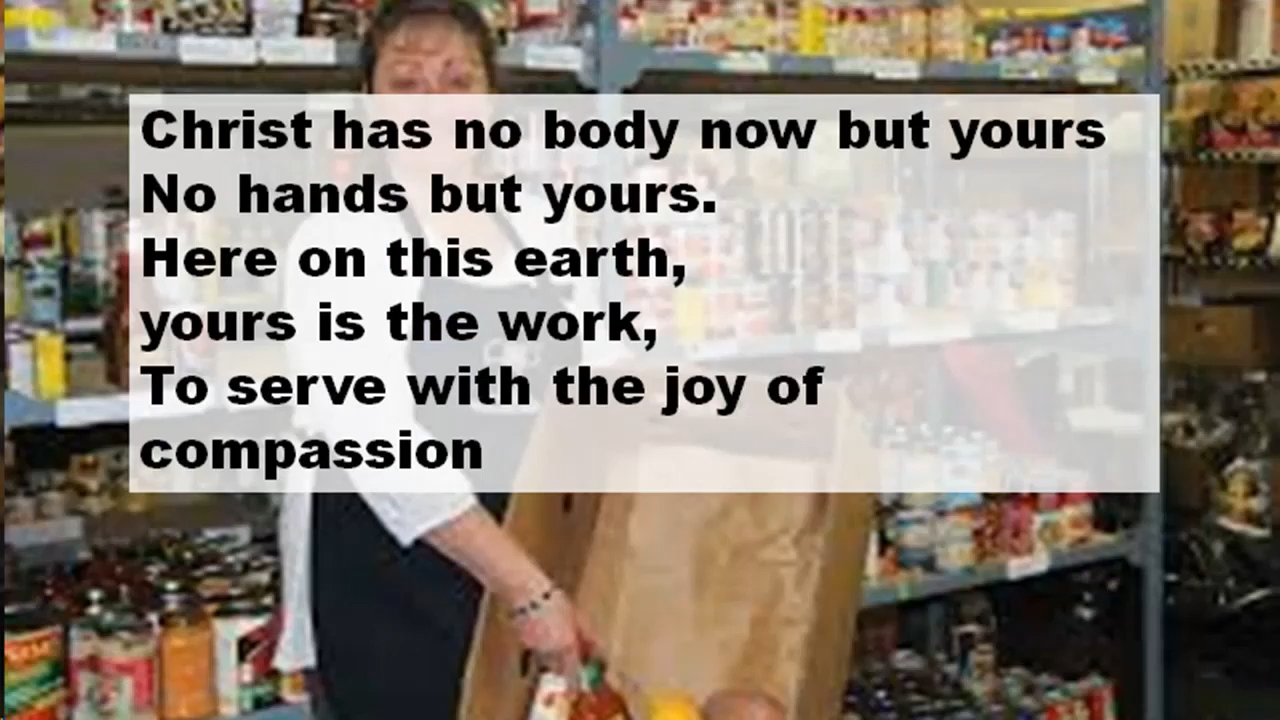 Christ has no body now but yours
No hands but yours.
Here on this earth,
yours is the work,
To serve with the joy of
compassion